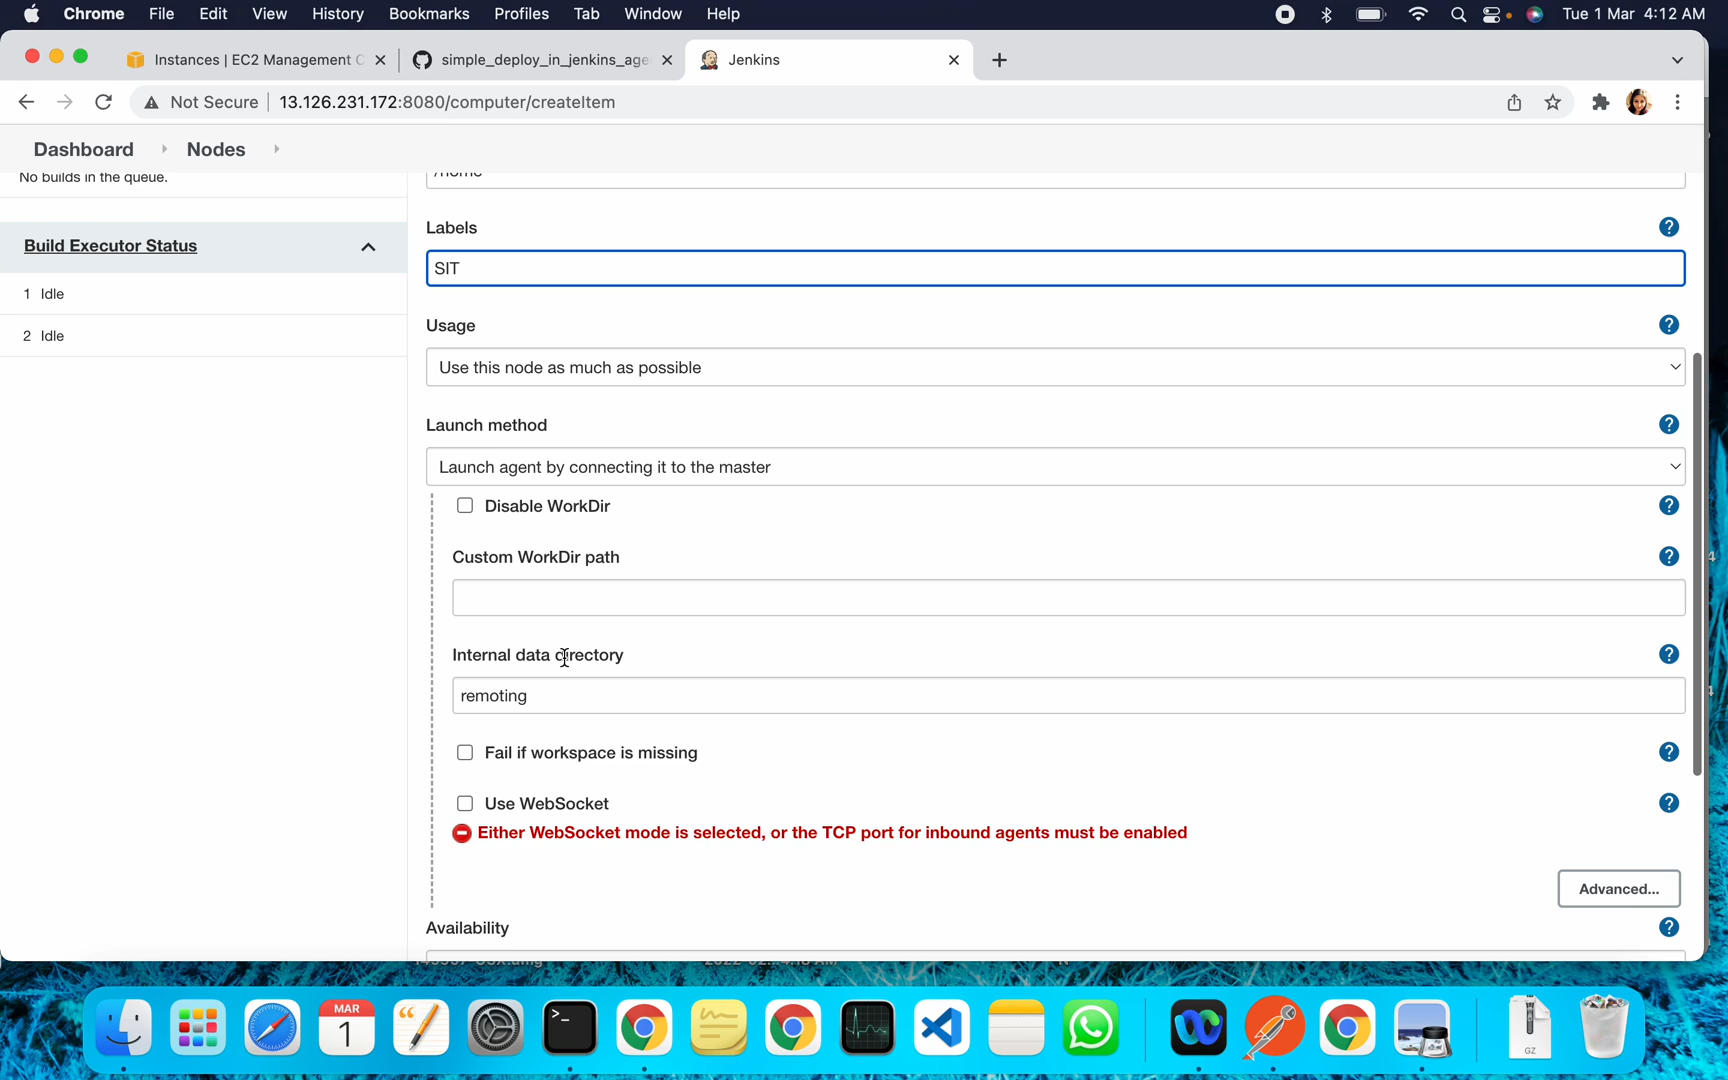 Chrome File Edit View History Bookmarks Profiles Tab Window Help Tue 1 Mar 4:12 AM
Instances | EC2 Management C simple_deploy_in_jenkins_age Jenkins
Not Secure 13.126.231.172:8080/computer/createItem
Dashboard Nodes
No builds in the queue.
/home
Labels
Build Executor Status
SIT
1 Idle
Usage
2 Idle
Use this node as much as possible
Launch method
Launch agent by connecting it to the master
Disable WorkDir
Custom WorkDir path
Internal data directory
remoting
Fail if workspace is missing
Use WebSocket
Either WebSocket mode is selected, or the TCP port for inbound agents must be enabled
Advanced...
Availability
MAR
1
GZ